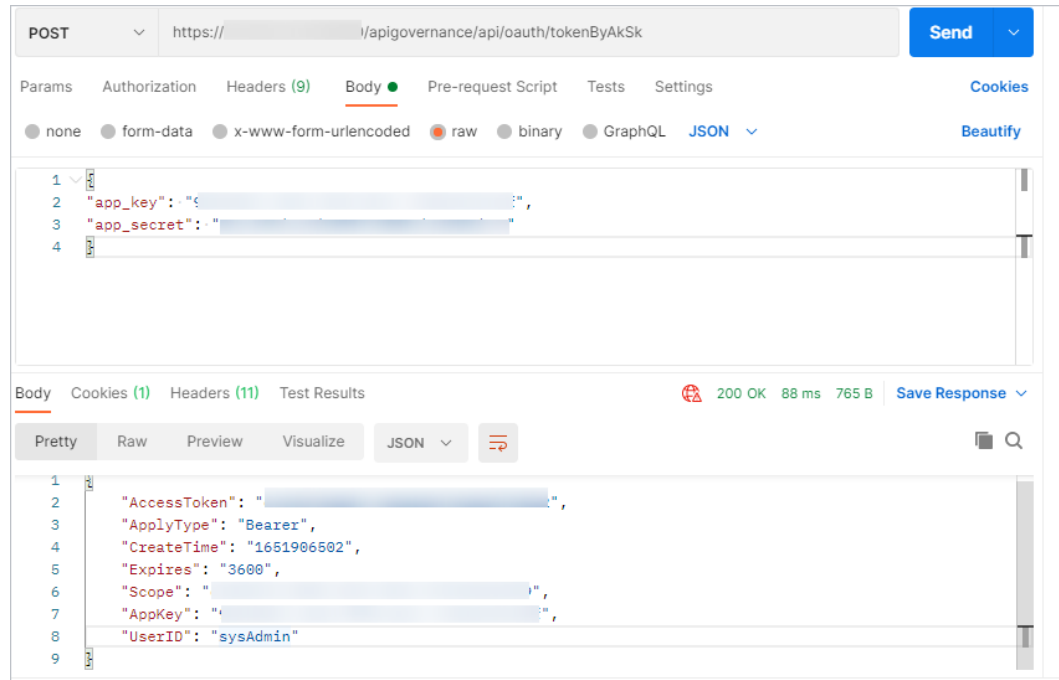 POST https:// /apigovernance/api/oauth/tokenByAkSk Send
Params Authorization Headers (9) Body Pre-request Script Tests Settings Cookies
none form-data x-www-form-urlencoded raw binary GraphQL JSON Beautify
1 {
2 "app_key": "9 ",
3 "app_secret": " "
4 }
Body Cookies (1) Headers (11) Test Results 200 OK 88 ms 765 B Save Response
Pretty Raw Preview Visualize JSON
1 {
2 "AccessToken": " ",
3 "ApplyType": "Bearer",
4 "CreateTime": "1651906502",
5 "Expires": "3600",
6 "Scope": " ",
7 "AppKey": " ",
8 "UserID": "sysAdmin"
9 }